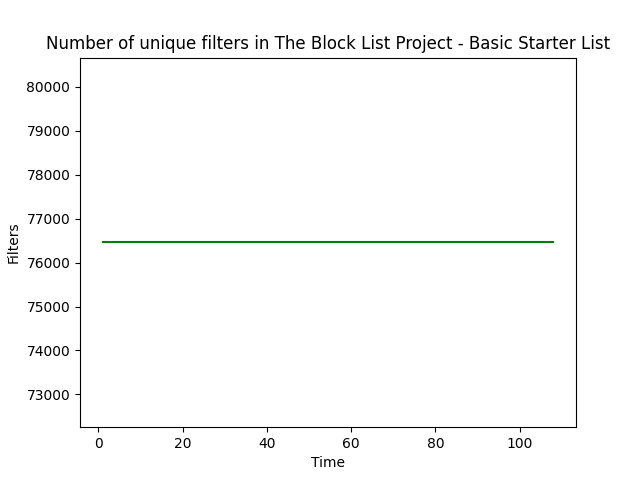 Number of unique filters in The Block List Project - Basic Starter List
80000
79000
78000
77000
76000
75000
74000
73000
Filters
0 20 40 60 80 100
Time